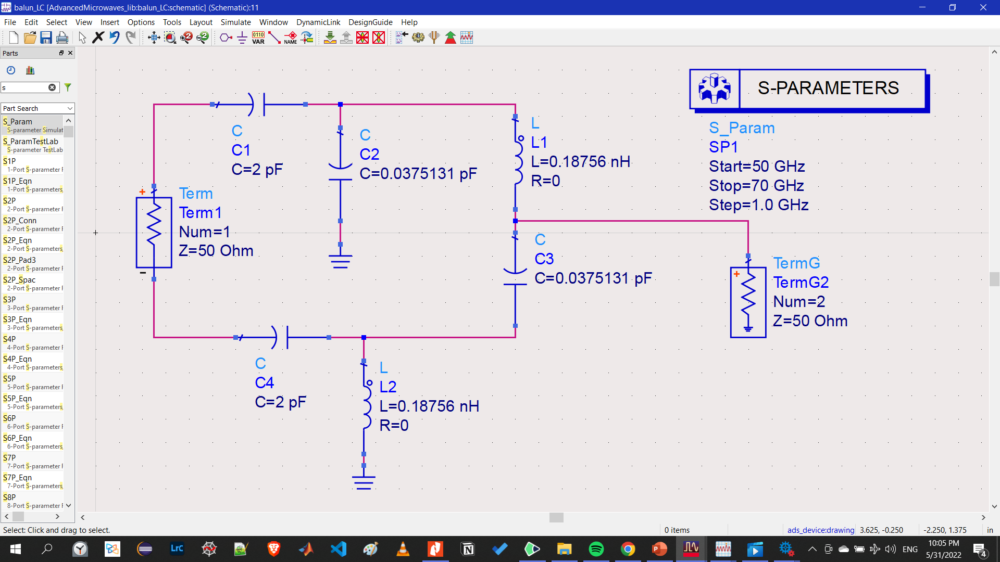 balun_LC [AdvancedMicrowaves_lib:balun_LC:schematic] (Schematic):11
File Edit Select View Insert Options Tools Layout Simulate Window DynamicLink DesignGuide Help
0110
VAR
NAME
Parts
s
Part Search
S_Param
S-parameter Simulat
S_ParamTestLab
S-parameter TestLab
S1P
1-Port S-parameter F
S1P_Eqn
1-Port S-parameters,
S2P
2-Port S-parameter F
S2P_Conn
2-Port S-parameter F
S2P_Eqn
2-Port S-parameters,
S2P_Pad3
2-Port S-parameter F
S2P_Spac
2-Port S-parameter F
S3P
3-Port S-parameter F
S3P_Eqn
3-Port S-parameters,
S4P
4-Port S-parameter F
S4P_Eqn
4-Port S-parameters,
S5P
5-Port S-parameter F
S5P_Eqn
5-Port S-parameters,
S6P
6-Port S-parameter F
S6P_Eqn
6-Port S-parameters,
S7P
7-Port S-parameter F
S7P_Eqn
7-Port S-parameters,
S8P
8-Port S-parameter F
C
C1
C=2 pF
C
C2
C=0.0375131 pF
L
L1
L=0.18756 nH
R=0
S-PARAMETERS
S_Param
SP1
Start=50 GHz
Stop=70 GHz
Step=1.0 GHz
+
Term
Term1
Num=1
Z=50 Ohm
-
C
C3
C=0.0375131 pF
+
TermG
TermG2
Num=2
Z=50 Ohm
C
C4
C=2 pF
L
L2
L=0.18756 nH
R=0
Select: Click and drag to select.
0 items
ads_device:drawing
3.625, -0.250
-2.250, 1.375
in
LrC
ENG
10:05 PM
5/31/2022
4